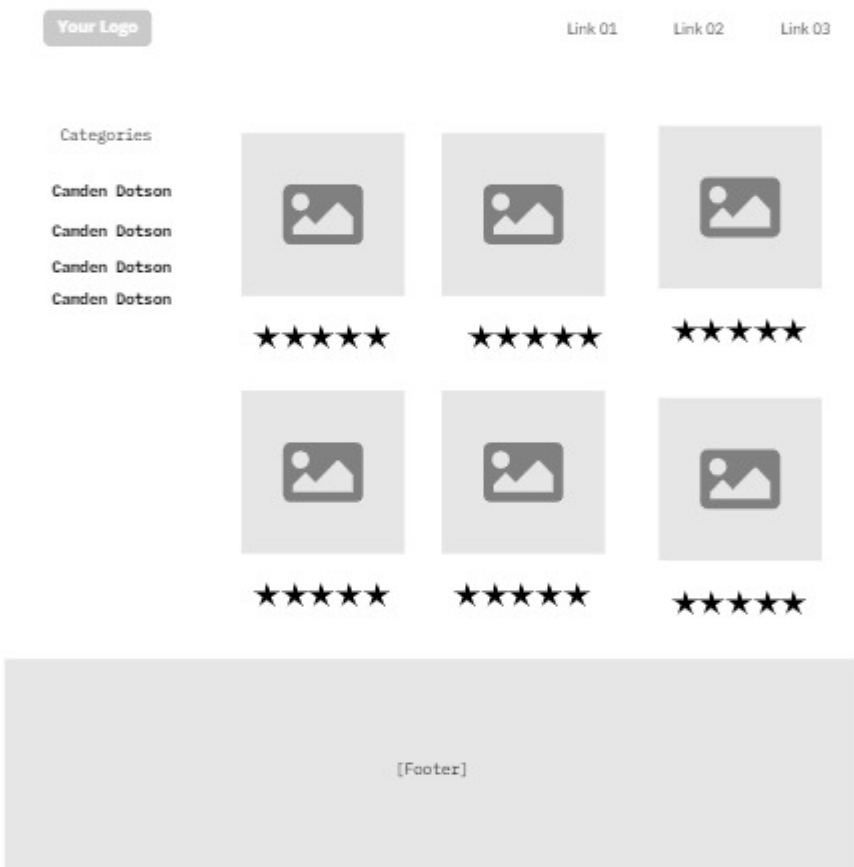 Your Logo
Link 01
Link 02
Link 03
Categories
Camden Dotson
Camden Dotson
Camden Dotson
Camden Dotson
★★★★★
★★★★★
★★★★★
★★★★★
★★★★★
★★★★★
[Footer]